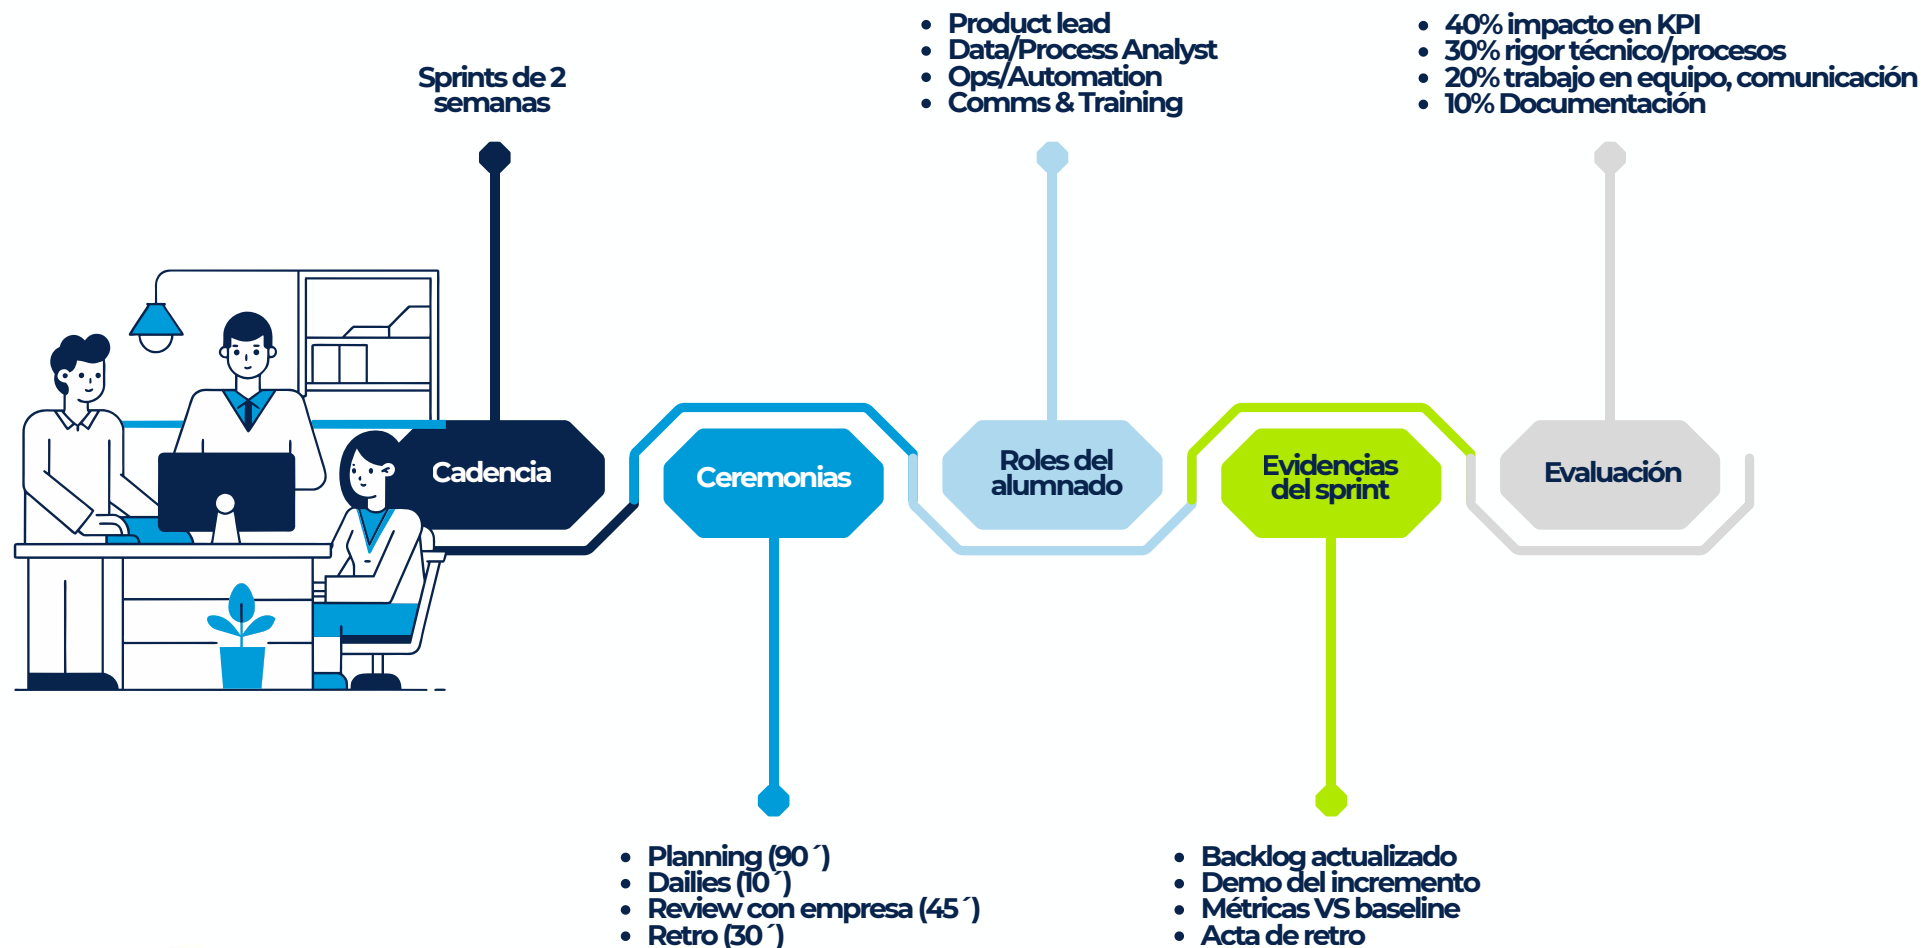 Sprints de 2
semanas
Cadencia
Ceremonias
• Planning (90 ´)
• Dailies (10 ´)
• Review con empresa (45 ´)
• Retro (30 ´)
• Product lead
• Data/Process Analyst
• Ops/Automation
• Comms & Training
Roles del
alumnado
Evidencias
del sprint
• Backlog actualizado
• Demo del incremento
• Métricas VS baseline
• Acta de retro
• 40% impacto en KPI
• 30% rigor técnico/procesos
• 20% trabajo en equipo, comunicación
• 10% Documentación
Evaluación